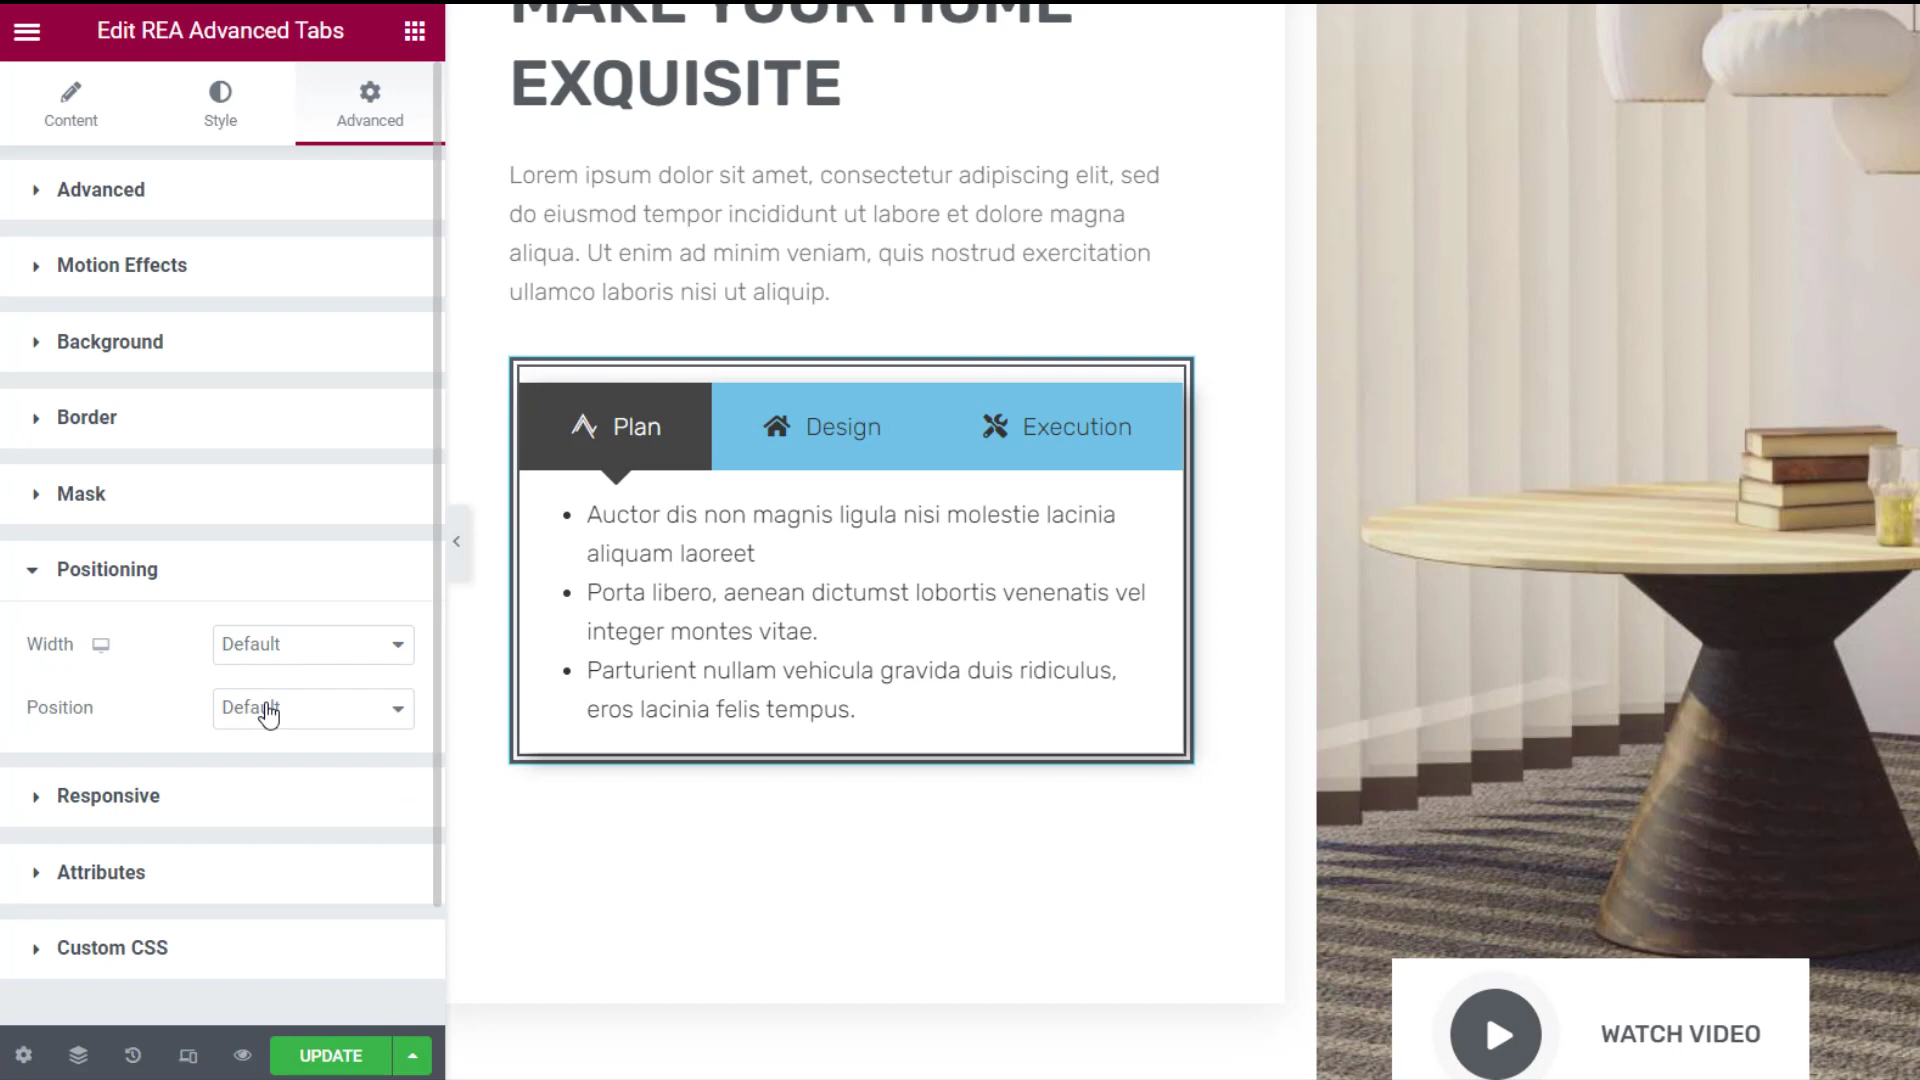 Edit REA Advanced Tabs
Content
Style
Advanced
Advanced
Motion Effects
Background
Border
Mask
Positioning
Width
Default
Position
Default
Responsive
Attributes
Custom CSS
UPDATE
MAKE YOUR HOME
EXQUISITE
Lorem ipsum dolor sit amet, consectetur adipiscing elit, sed
do eiusmod tempor incididunt ut labore et dolore magna
aliqua. Ut enim ad minim veniam, quis nostrud exercitation
ullamco laboris nisi ut aliquip.
Plan
Design
Execution
• Auctor dis non magnis ligula nisi molestie lacinia
aliquam laoreet
• Porta libero, aenean dictumst lobortis venenatis vel
integer montes vitae.
• Parturient nullam vehicula gravida duis ridiculus,
eros lacinia felis tempus.
WATCH VIDEO